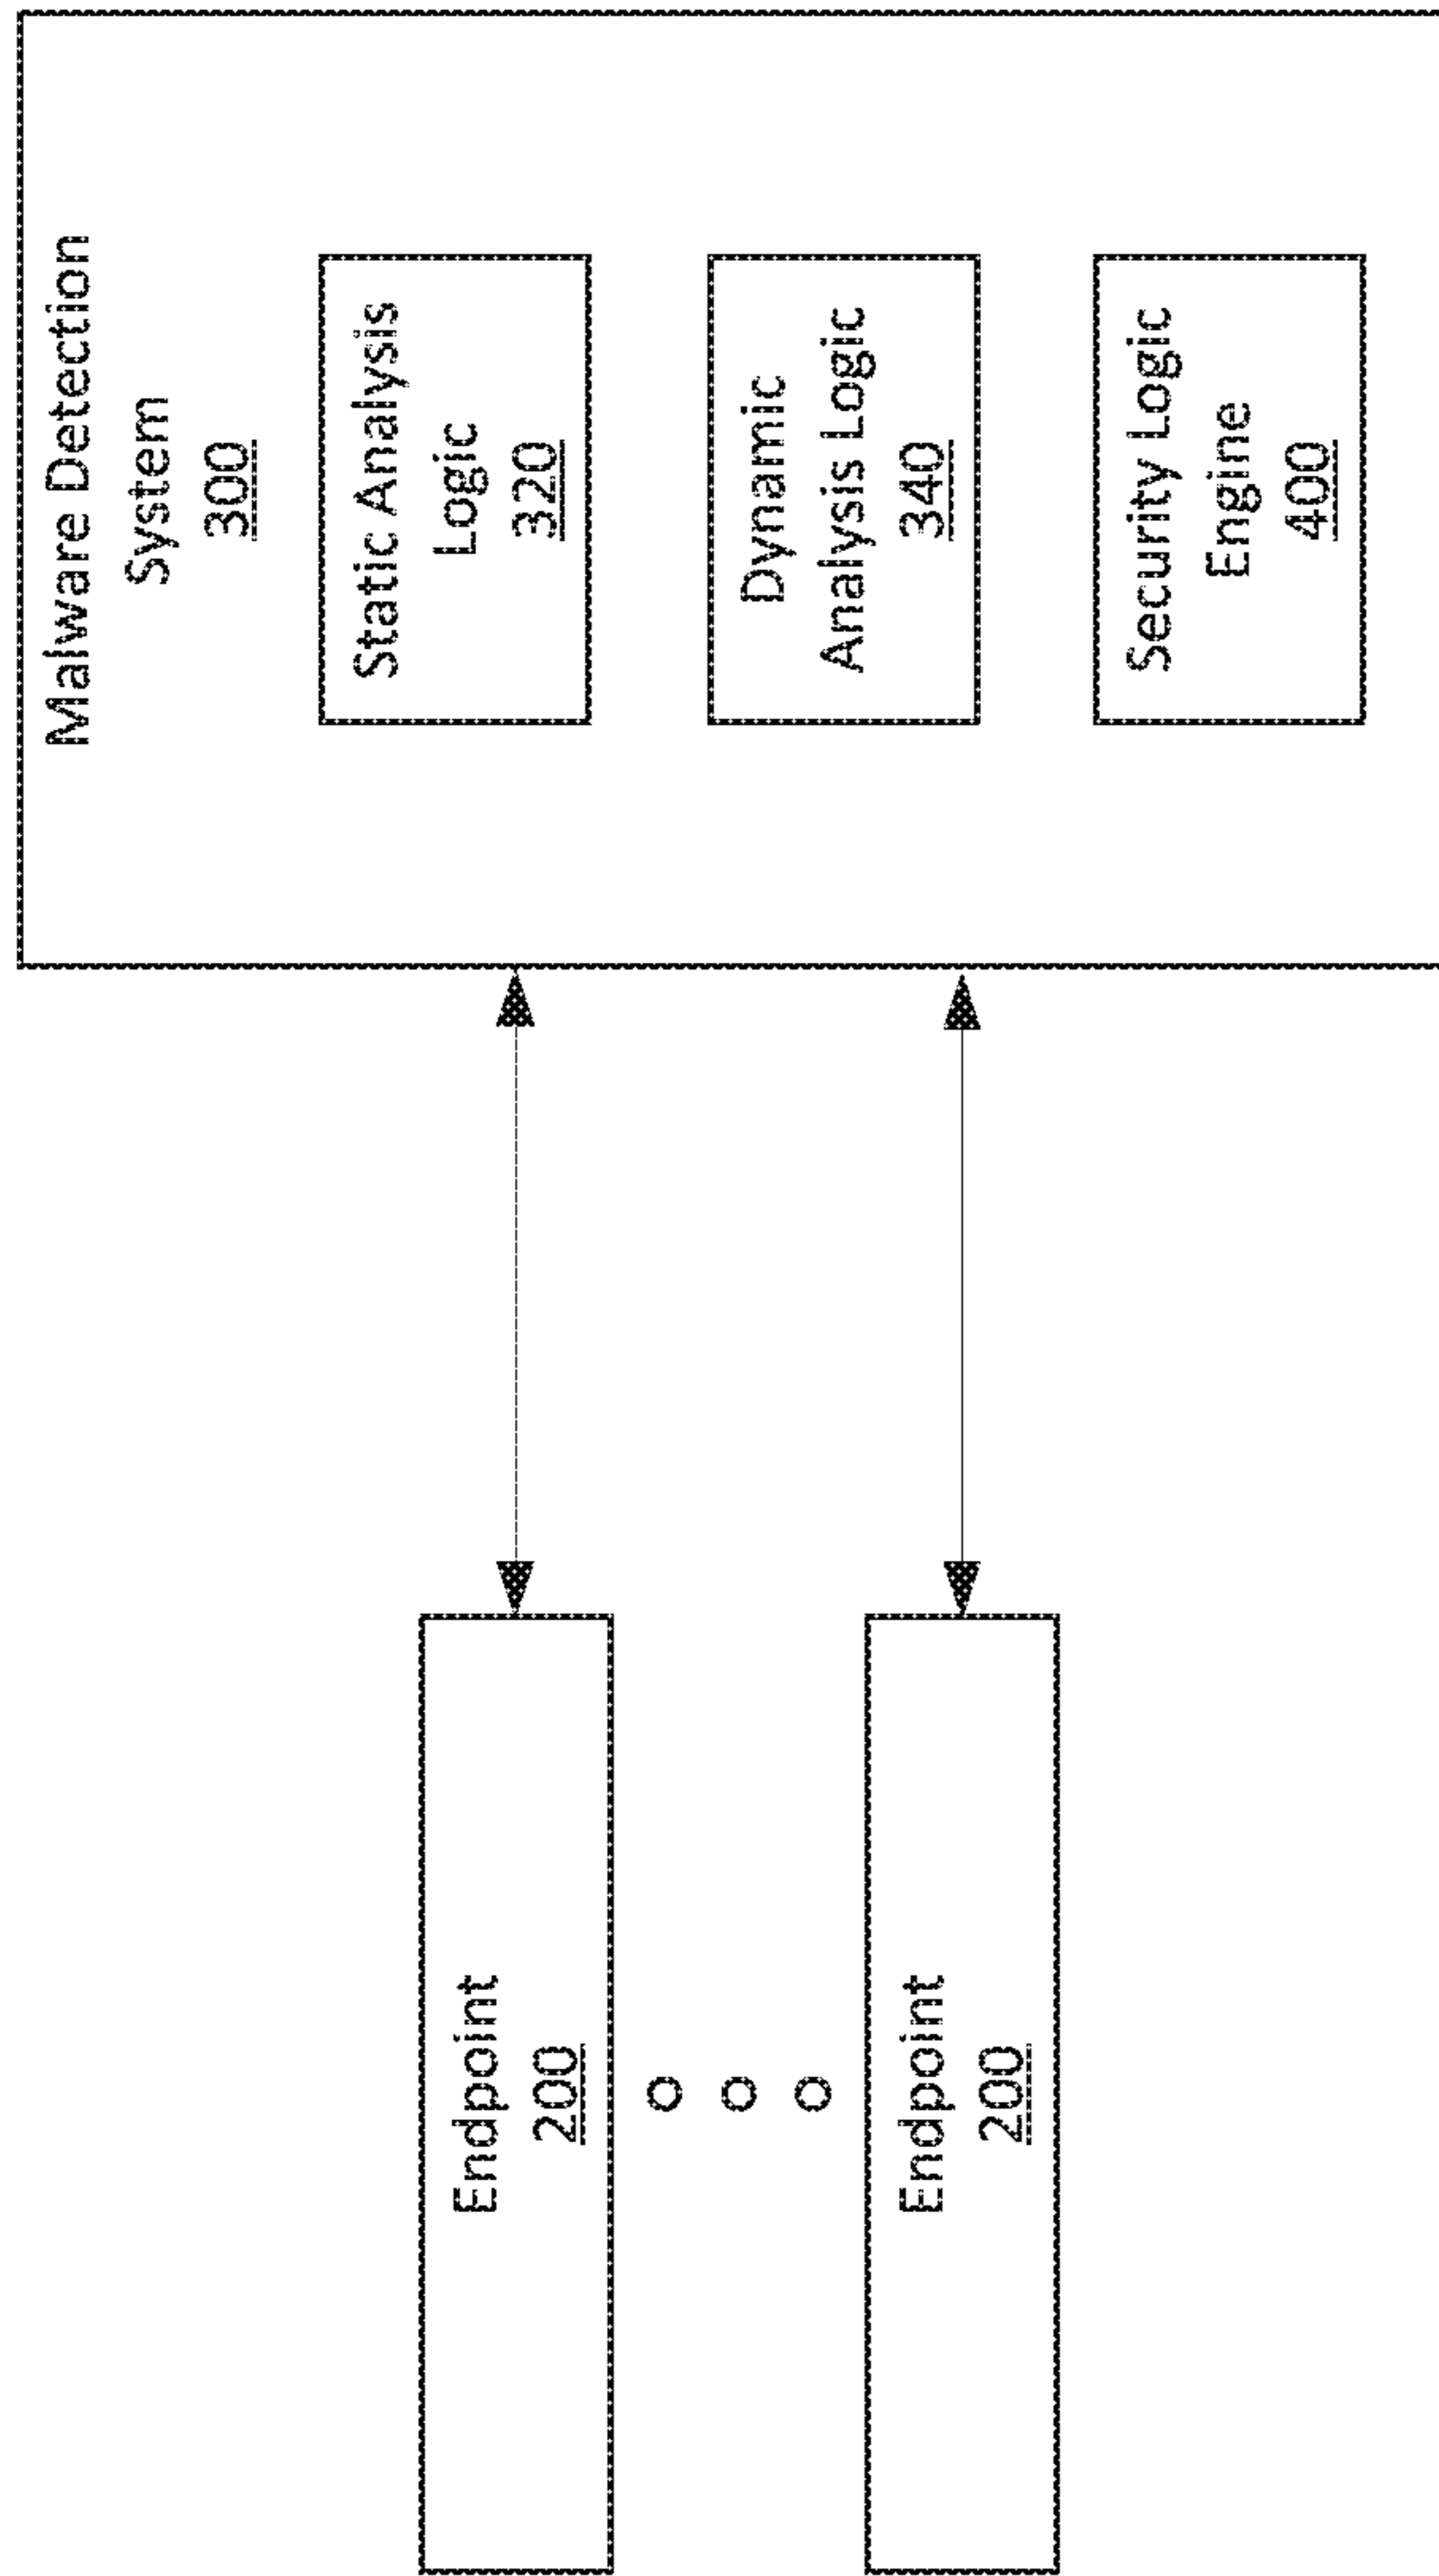 Malware Detection
System
300
Static Analysis
Logic
320
Dynamic
Analysis Logic
340
Security Logic
Engine
400
Endpoint
200
Endpoint
200